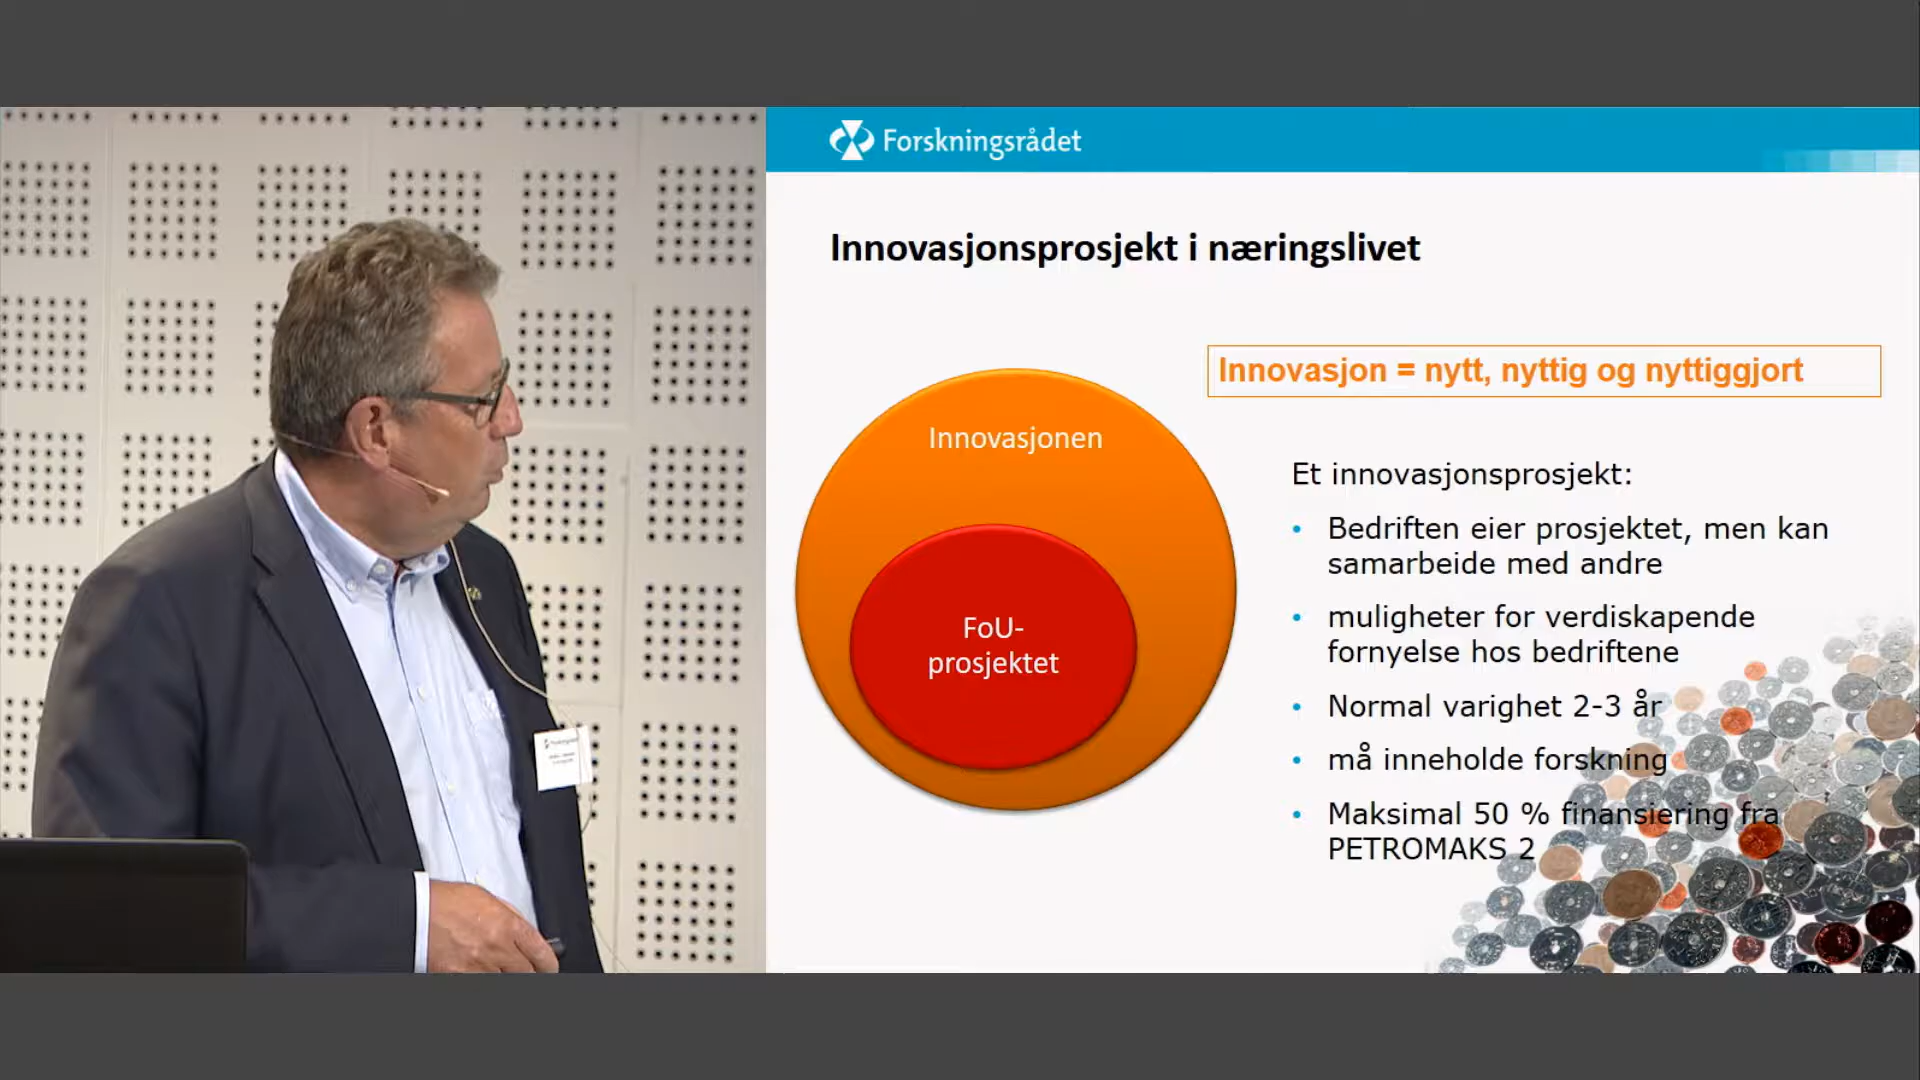 Forskningsrådet
Innovasjonsprosjekt i næringslivet
Innovasjon = nytt, nyttig og nyttiggjort
Innovasjonen
FoU-
prosjektet
Et innovasjonsprosjekt:
• Bedriften eier prosjektet, men kan
samarbeide med andre
• muligheter for verdiskapende
fornyelse hos bedriftene
• Normal varighet 2-3 år
• må inneholde forskning
• Maksimal 50 % finansiering fra
PETROMAKS 2